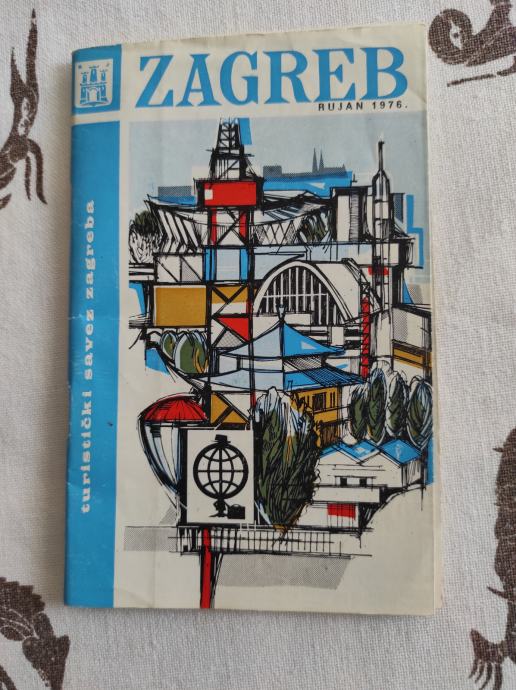 ZAGREB
RUJAN 1976.
turistički savez zagreba